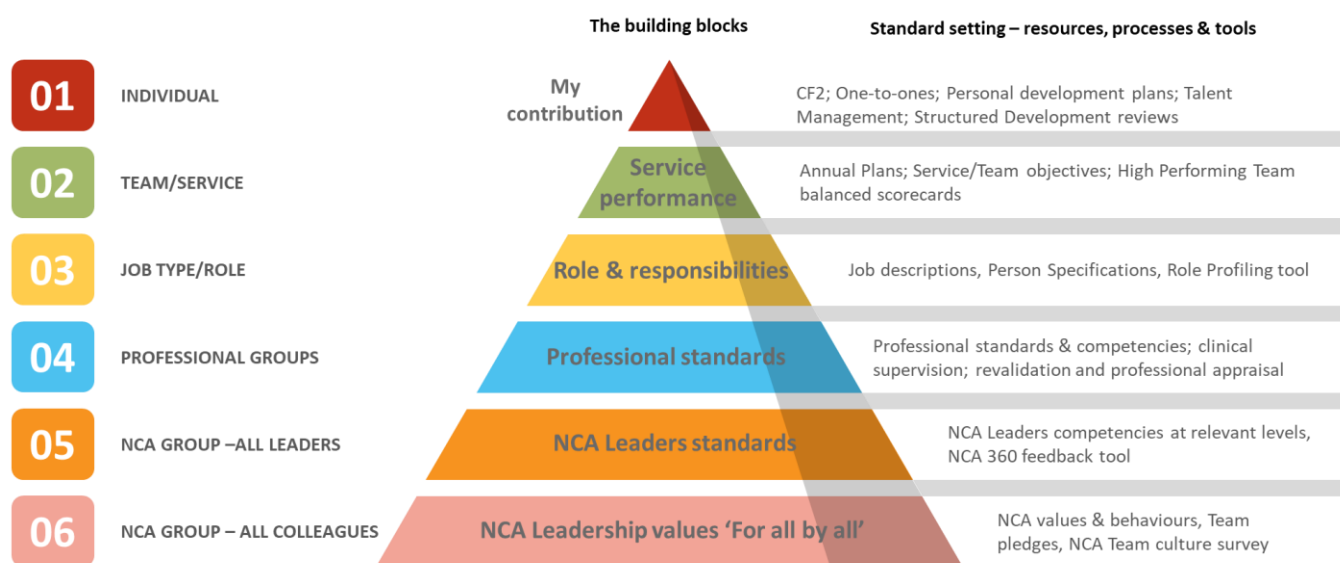 The building blocks
Standard setting – resources, processes & tools
01
INDIVIDUAL
My
contribution
CF2; One-to-ones; Personal development plans; Talent
Management; Structured Development reviews
02
TEAM/SERVICE
Service
performance
Annual Plans; Service/Team objectives; High Performing Team
balanced scorecards
03
JOB TYPE/ROLE
Role & responsibilities
Job descriptions, Person Specifications, Role Profiling tool
04
PROFESSIONAL GROUPS
Professional standards
Professional standards & competencies; clinical
supervision; revalidation and professional appraisal
05
NCA GROUP –ALL LEADERS
NCA Leaders standards
NCA Leaders competencies at relevant levels,
NCA 360 feedback tool
06
NCA GROUP – ALL COLLEAGUES
NCA Leadership values ‘For all by all’
NCA values & behaviours, Team
pledges, NCA Team culture survey